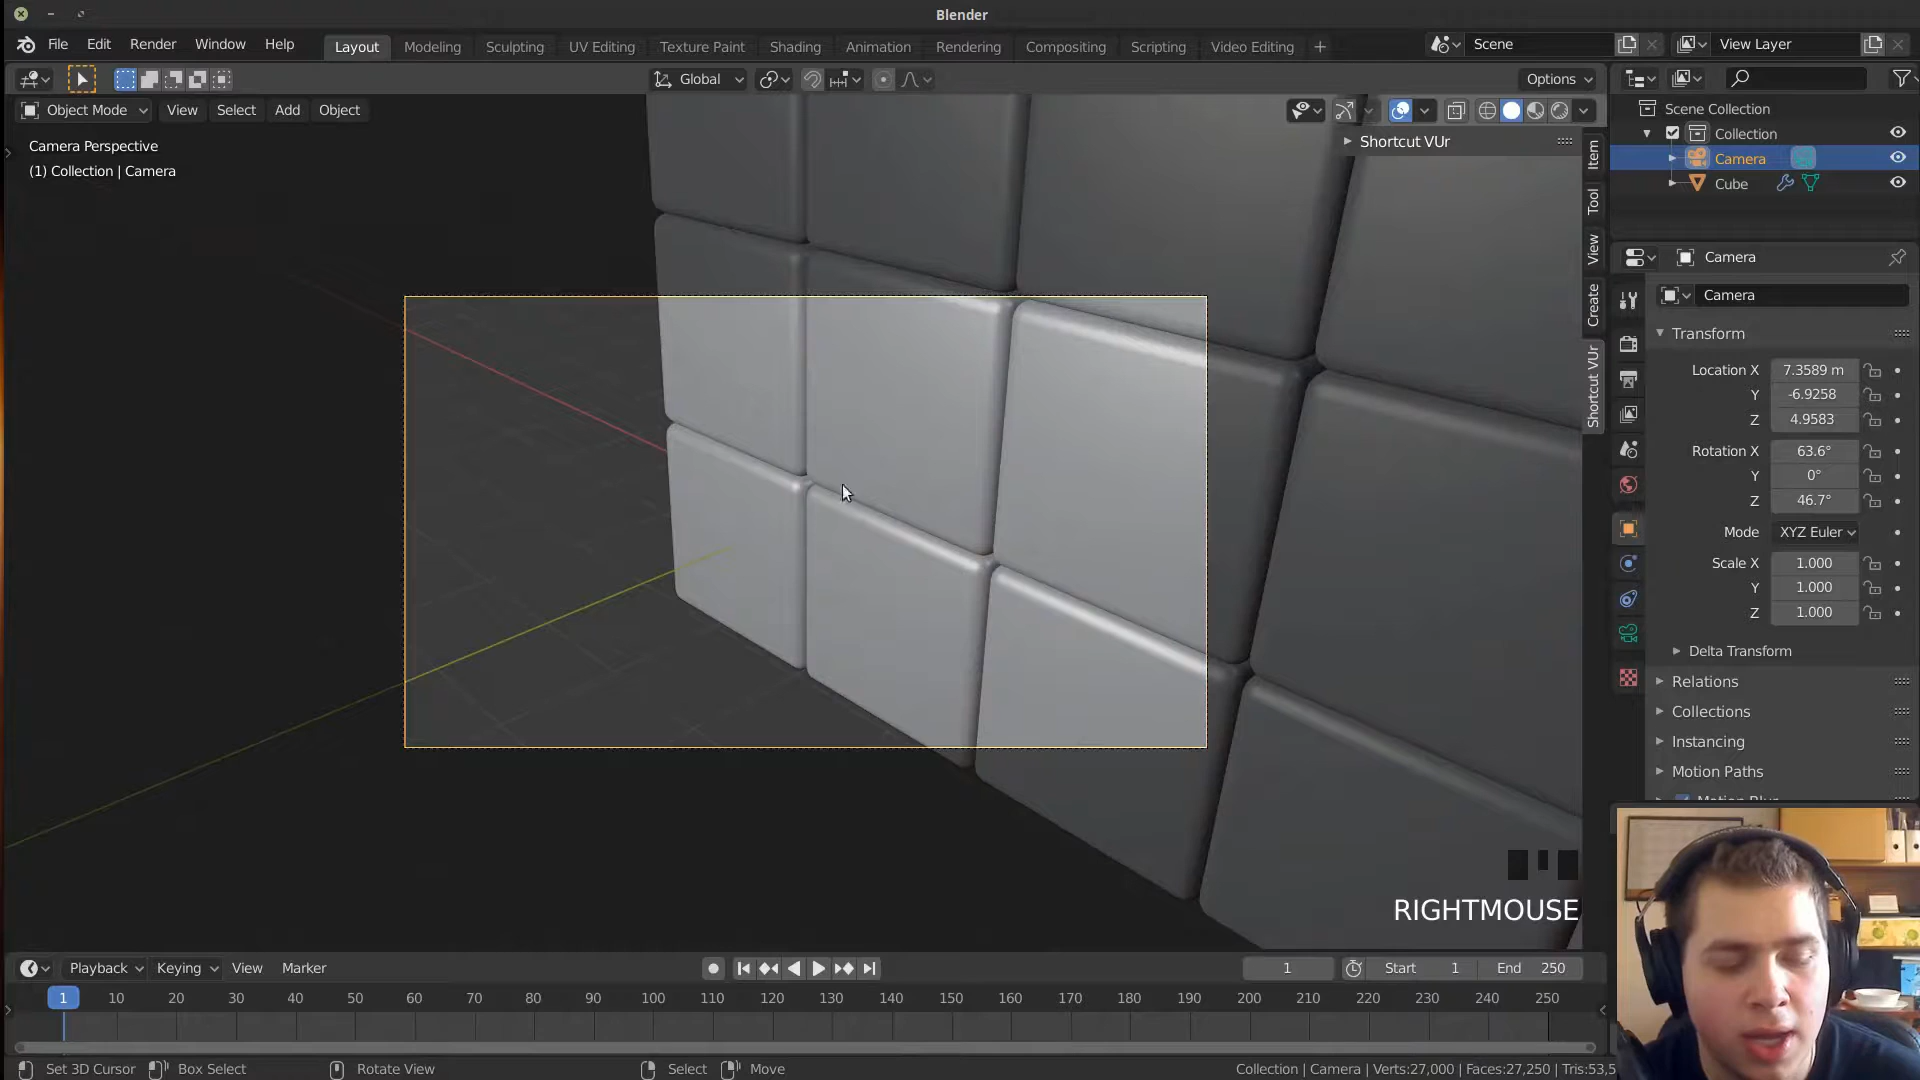 Blender
File Edit Render Window Help Layout Modeling Sculpting UV Editing Texture Paint Shading Animation Rendering Compositing Scripting Video Editing + Scene View Layer
Global Options
Object Mode View Select Add Object
Camera Perspective
(1) Collection | Camera
Shortcut VUr
Item
Tool
View
Create
Shortcut VUr
Scene Collection
Collection
Camera
Cube
Camera
Camera
Transform
Location X 7.3589 m
Y -6.9258
Z 4.9583
Rotation X 63.6°
Y 0°
Z 46.7°
Mode XYZ Euler
Scale X 1.000
Y 1.000
Z 1.000
Delta Transform
Relations
Collections
Instancing
Motion Paths
RIGHTMOUSE
Playback Keying View Marker 1 Start 1 End 250
1 10 20 30 40 50 60 70 80 90 100 110 120 130 140 150 160 170 180 190 200 210 220 230 240 250
Set 3D Cursor Box Select Rotate View Select Move Collection | Camera | Verts:27,000 | Faces:27,250 | Tris:53,5